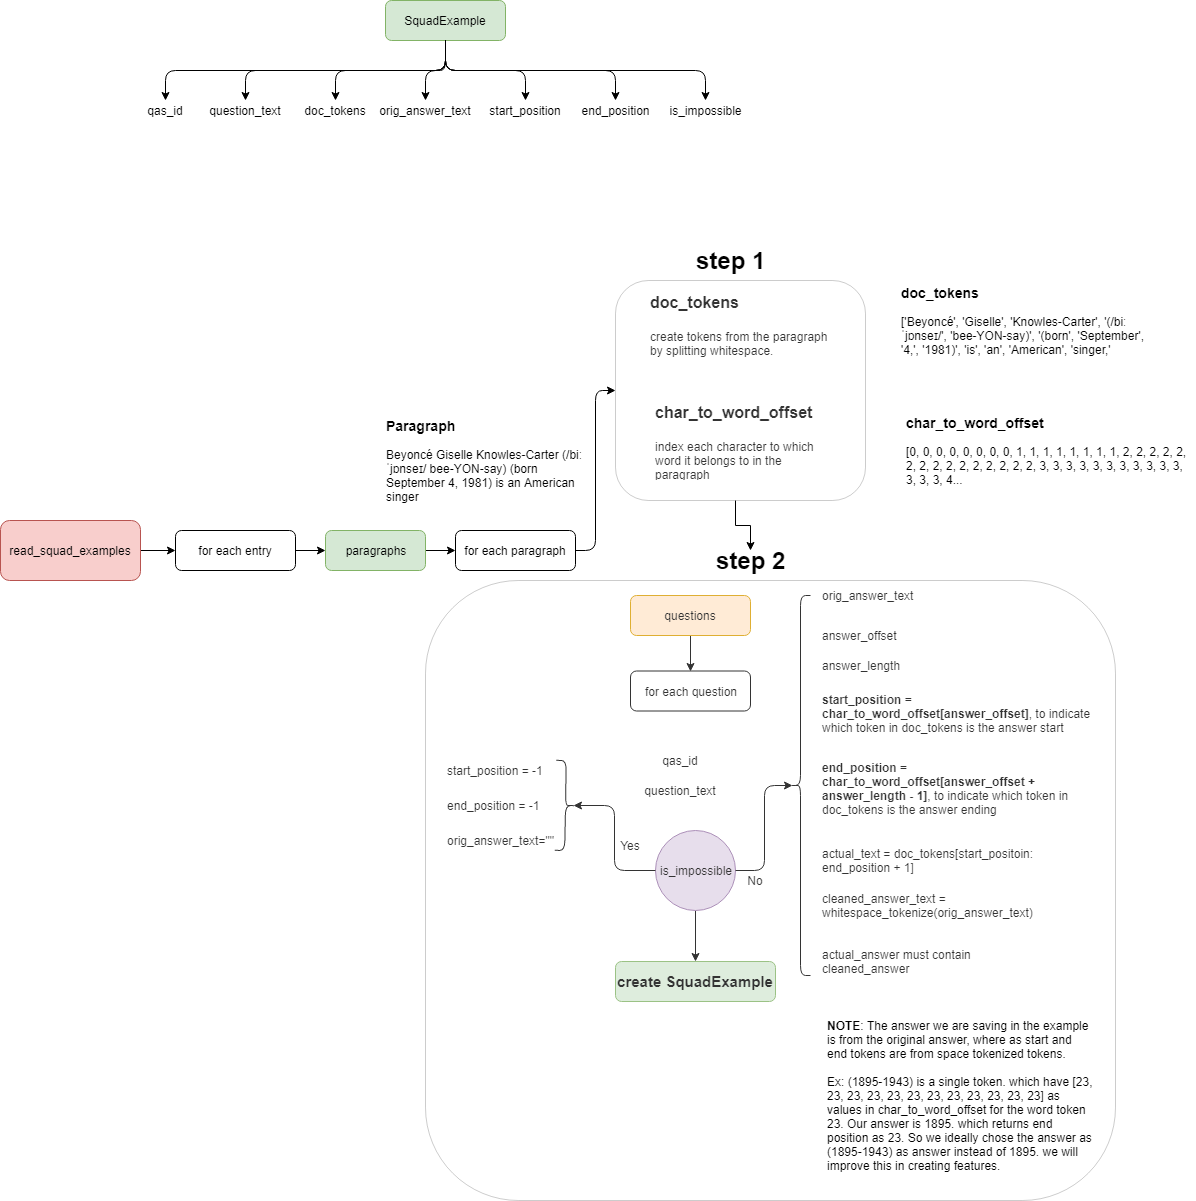 SquadExample
qas_id
question_text
doc_tokens
orig_answer_text
start_position
end_position
is_impossible
step 1
doc_tokens
create tokens from the paragraph
by splitting whitespace.
char_to_word_offset
index each character to which
word it belongs to in the
paragraph
doc_tokens
['Beyoncé', 'Giselle', 'Knowles-Carter', '(/biː
ˈjɒnseɪ/', 'bee-YON-say)', '(born', 'September',
'4,', '1981)', 'is', 'an', 'American', 'singer,'
char_to_word_offset
[0, 0, 0, 0, 0, 0, 0, 0, 1, 1, 1, 1, 1, 1, 1, 1, 2, 2, 2, 2, 2,
2, 2, 2, 2, 2, 2, 2, 2, 2, 2, 3, 3, 3, 3, 3, 3, 3, 3, 3, 3, 3,
3, 3, 3, 4...
Paragraph
Beyoncé Giselle Knowles-Carter (/biː
ˈjɒnseɪ/ bee-YON-say) (born
September 4, 1981) is an American
singer
read_squad_examples
for each entry
paragraphs
for each paragraph
step 2
questions
for each question
qas_id
question_text
is_impossible
Yes
No
start_position = -1
end_position = -1
orig_answer_text=""
create SquadExample
orig_answer_text
answer_offset
answer_length
start_position =
char_to_word_offset[answer_offset], to indicate
which token in doc_tokens is the answer start
end_position =
char_to_word_offset[answer_offset +
answer_length - 1], to indicate which token in
doc_tokens is the answer ending
actual_text = doc_tokens[start_positoin:
end_position + 1]
cleaned_answer_text =
whitespace_tokenize(orig_answer_text)
actual_answer must contain
cleaned_answer
NOTE: The answer we are saving in the example
is from the original answer, where as start and
end tokens are from space tokenized tokens.
Ex: (1895-1943) is a single token. which have [23,
23, 23, 23, 23, 23, 23, 23, 23, 23, 23, 23] as
values in char_to_word_offset for the word token
23. Our answer is 1895. which returns end
position as 23. So we ideally chose the answer as
(1895-1943) as answer instead of 1895. we will
improve this in creating features.